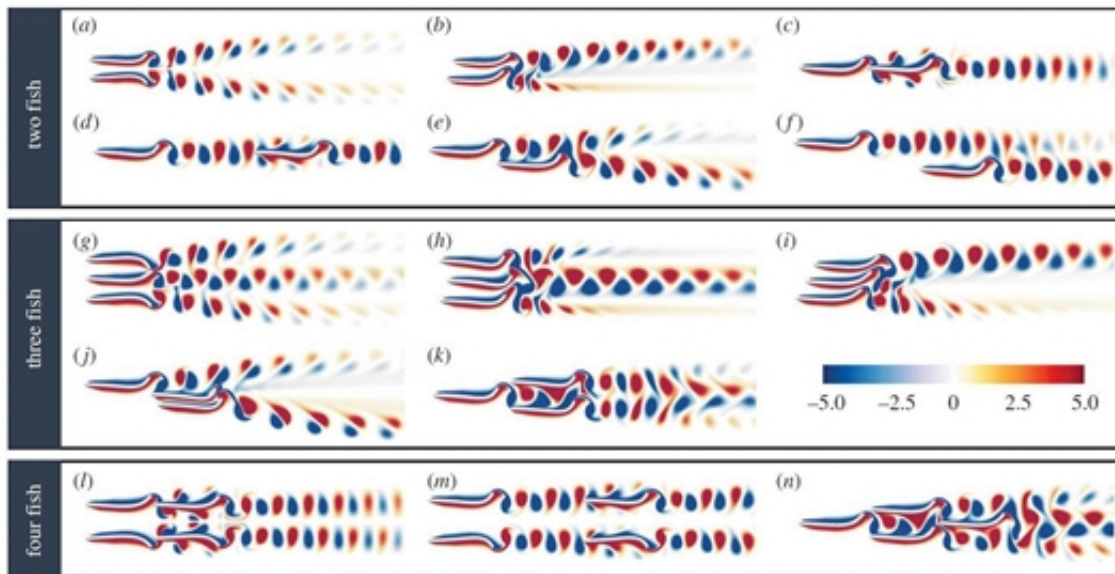 two fish
(a)
(b)
(c)
(d)
(e)
(f)
three fish
(g)
(h)
(i)
(j)
(k)
−5.0 −2.5 0 2.5 5.0
four fish
(l)
(m)
(n)